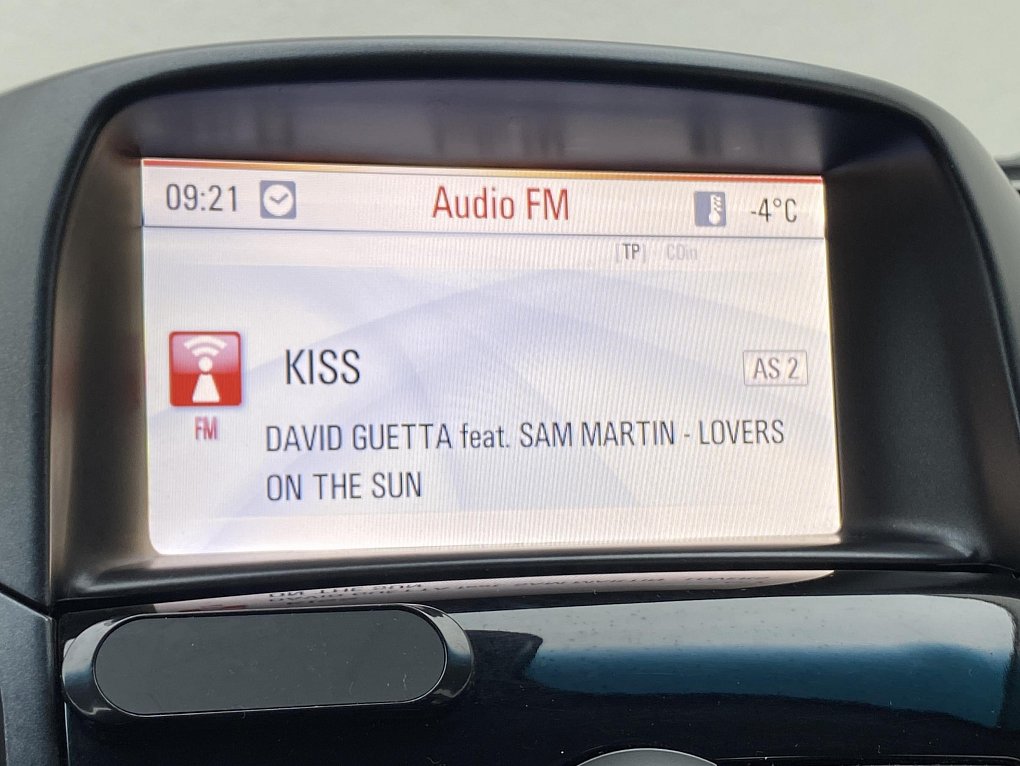 09:21 Audio FM -4°C
[TP] CDin
KISS AS 2
FM
DAVID GUETTA feat. SAM MARTIN - LOVERS
ON THE SUN